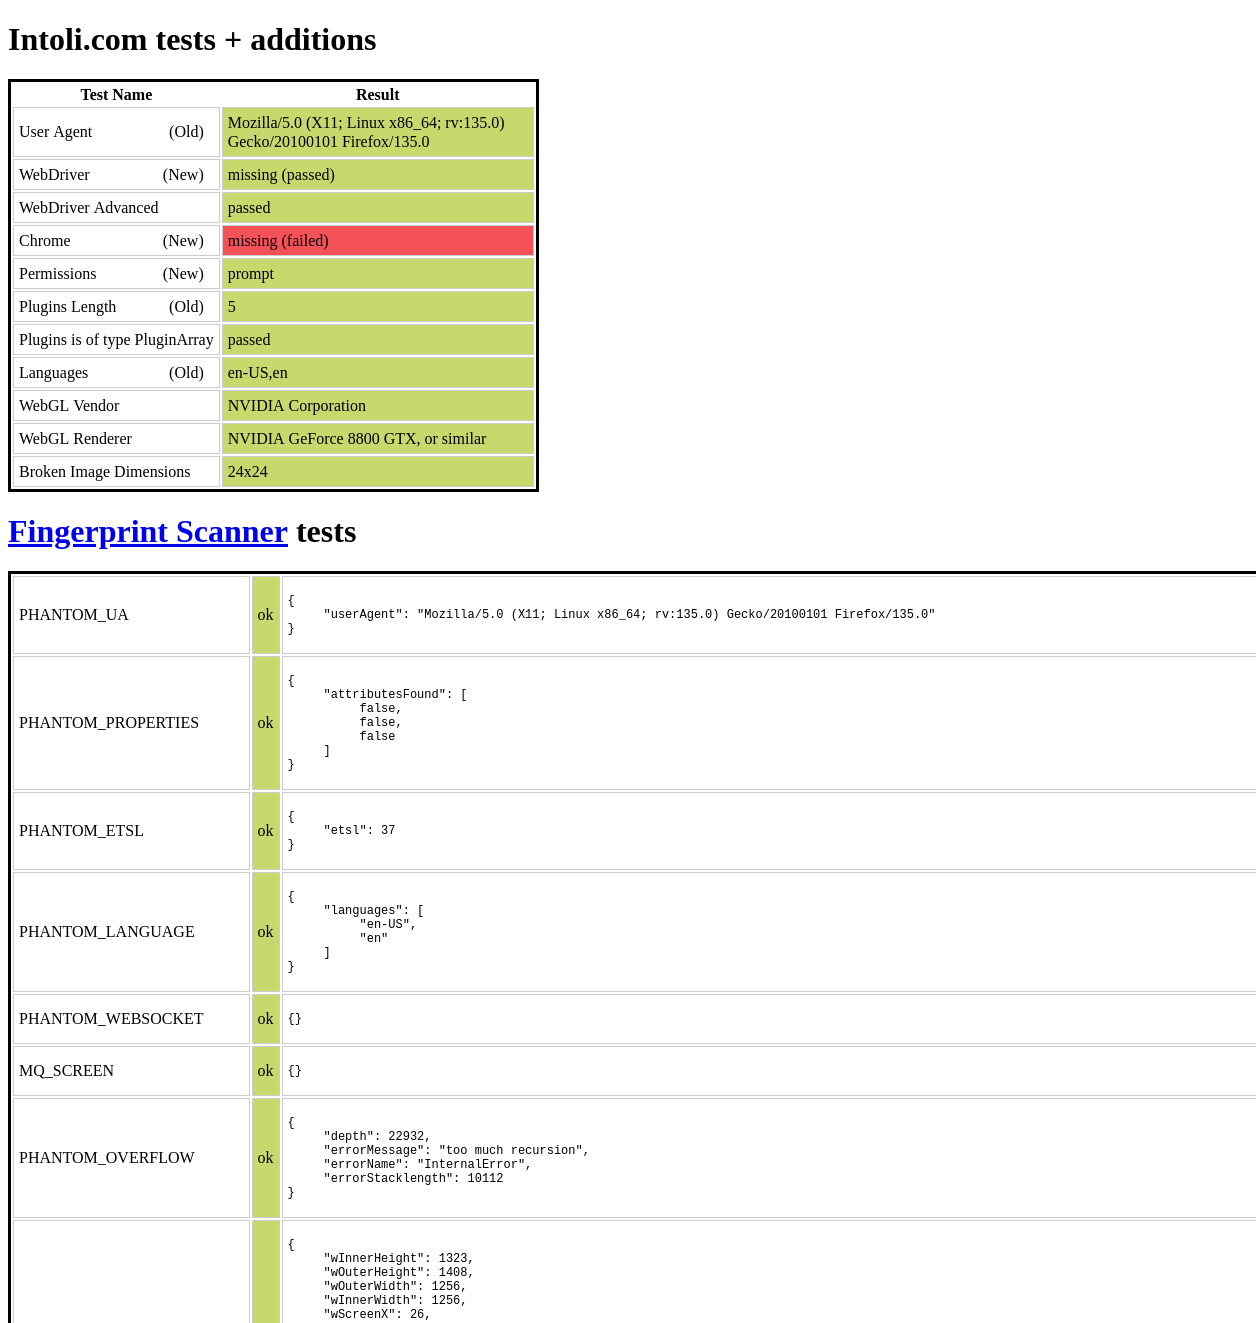 Intoli.com tests + additions
Test Name Result
User Agent (Old) Mozilla/5.0 (X11; Linux x86_64; rv:135.0)
Gecko/20100101 Firefox/135.0
WebDriver (New) missing (passed)
WebDriver Advanced passed
Chrome (New) missing (failed)
Permissions (New) prompt
Plugins Length (Old) 5
Plugins is of type PluginArray passed
Languages (Old) en-US,en
WebGL Vendor NVIDIA Corporation
WebGL Renderer NVIDIA GeForce 8800 GTX, or similar
Broken Image Dimensions 24x24
Fingerprint Scanner tests
PHANTOM_UA ok
{
"userAgent": "Mozilla/5.0 (X11; Linux x86_64; rv:135.0) Gecko/20100101 Firefox/135.0"
}
PHANTOM_PROPERTIES ok
{
"attributesFound": [
false,
false,
false
]
}
PHANTOM_ETSL ok
{
"etsl": 37
}
PHANTOM_LANGUAGE ok
{
"languages": [
"en-US",
"en"
]
}
PHANTOM_WEBSOCKET ok {}
MQ_SCREEN ok {}
PHANTOM_OVERFLOW ok
{
"depth": 22932,
"errorMessage": "too much recursion",
"errorName": "InternalError",
"errorStacklength": 10112
}
{
"wInnerHeight": 1323,
"wOuterHeight": 1408,
"wOuterWidth": 1256,
"wInnerWidth": 1256,
"wScreenX": 26,